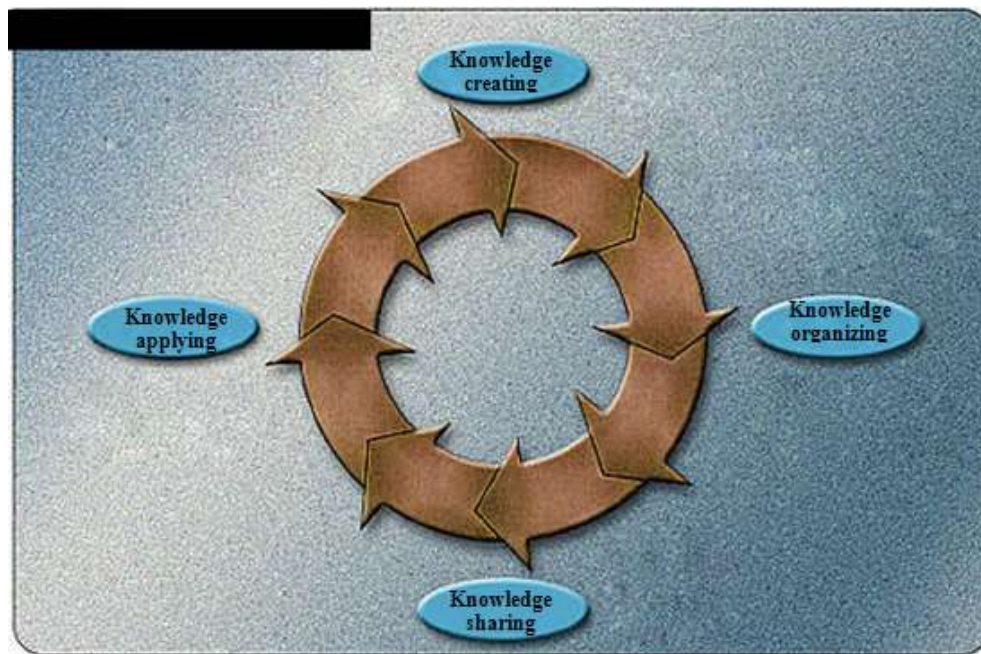 Knowledge
creating
Knowledge
applying
Knowledge
organizing
Knowledge
sharing